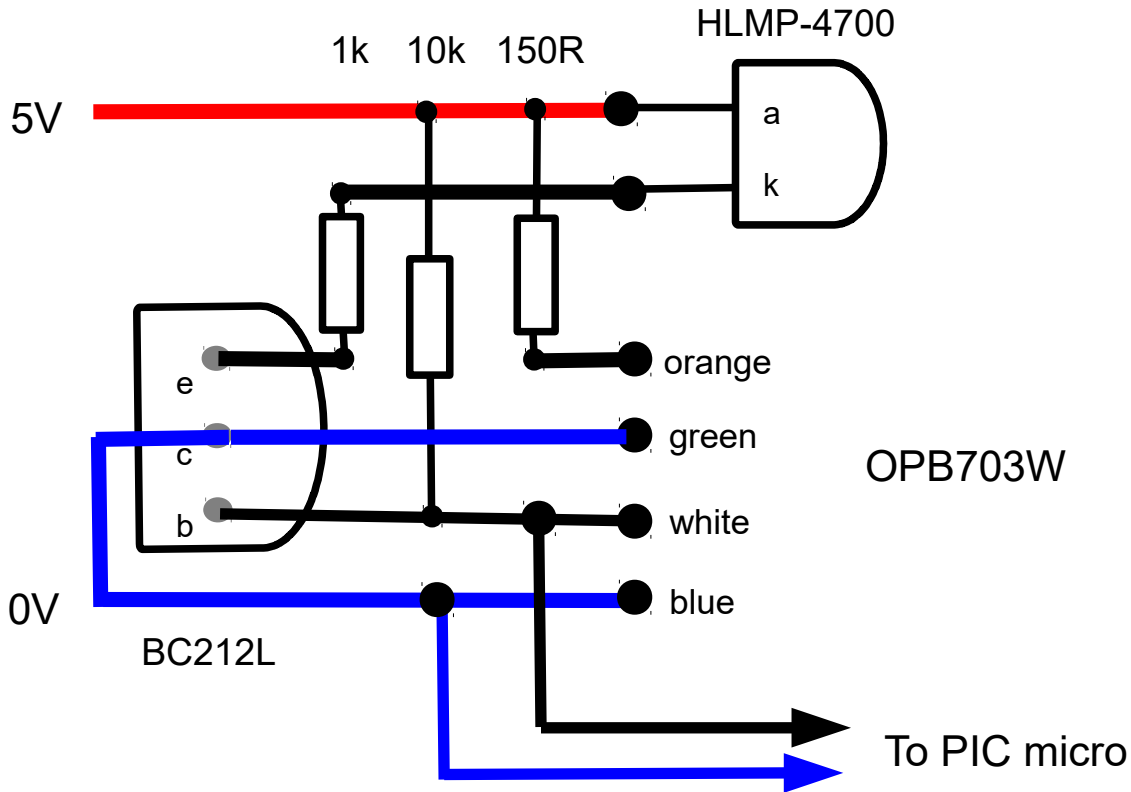 HLMP-4700
1k 10k 150R
5V
a
k
e
orange
c
green
OPB703W
b
white
0V
blue
BC212L
To PIC micro